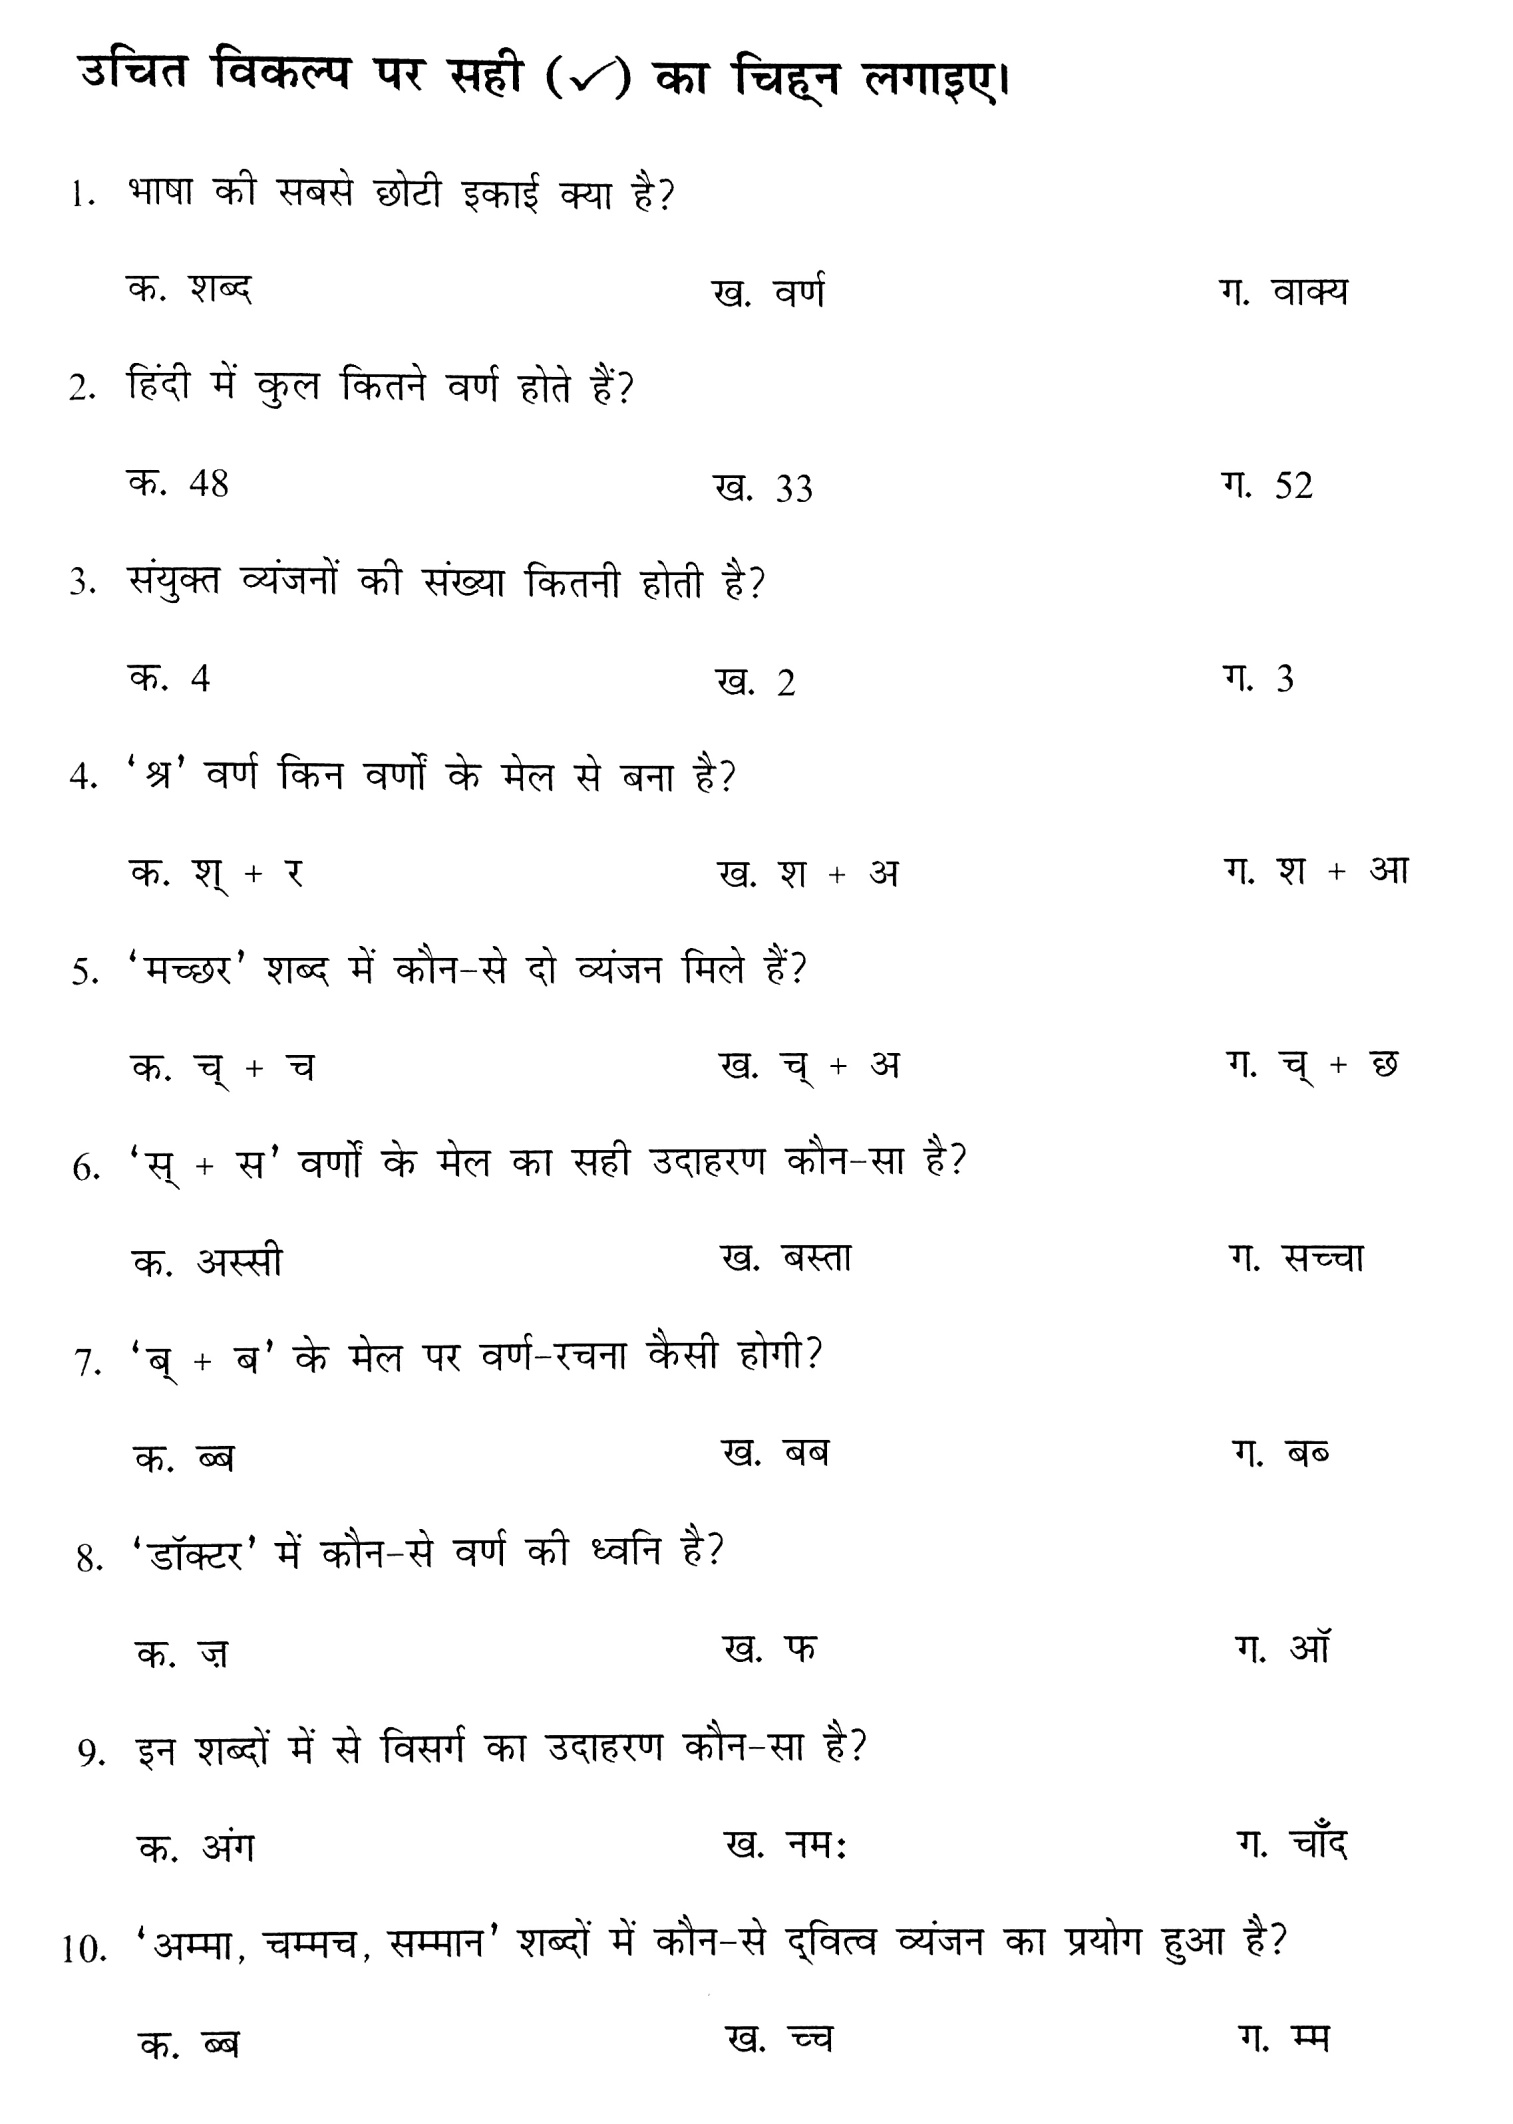 उचित विकल्प पर सही (✓) का चिह्न लगाइए।
1. भाषा की सबसे छोटी इकाई क्या है?
क. शब्द ख. वर्ण ग. वाक्य
2. हिंदी में कुल कितने वर्ण होते हैं?
क. 48 ख. 33 ग. 52
3. संयुक्त व्यंजनों की संख्या कितनी होती है?
क. 4 ख. 2 ग. 3
4. ‘श्र’ वर्ण किन वर्णों के मेल से बना है?
क. श् + र ख. श + अ ग. श + आ
5. ‘मच्छर’ शब्द में कौन-से दो व्यंजन मिले हैं?
क. च् + च ख. च् + अ ग. च् + छ
6. ‘स् + स’ वर्णों के मेल का सही उदाहरण कौन-सा है?
क. अस्सी ख. बस्ता ग. सच्चा
7. ‘ब् + ब’ के मेल पर वर्ण-रचना कैसी होगी?
क. ब्ब ख. बब ग. बब्‍
8. ‘डॉक्टर’ में कौन-से वर्ण की ध्वनि है?
क. ज़ ख. फ ग. ऑ
9. इन शब्दों में से विसर्ग का उदाहरण कौन-सा है?
क. अंग ख. नमः ग. चाँद
10. ‘अम्मा, चम्मच, सम्मान’ शब्दों में कौन-से द्‌वित्व व्यंजन का प्रयोग हुआ है?
क. ब्ब ख. च्च ग. म्म